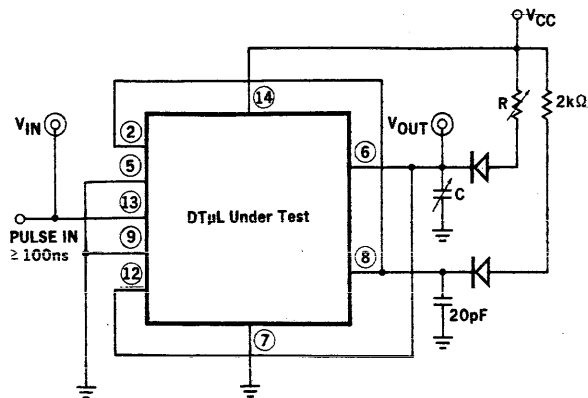 VCC
14
R
2kΩ
VIN
2
VOUT
6
5
13
DTμL Under Test
C
PULSE IN
≥ 100ns
9
8
12
20pF
7